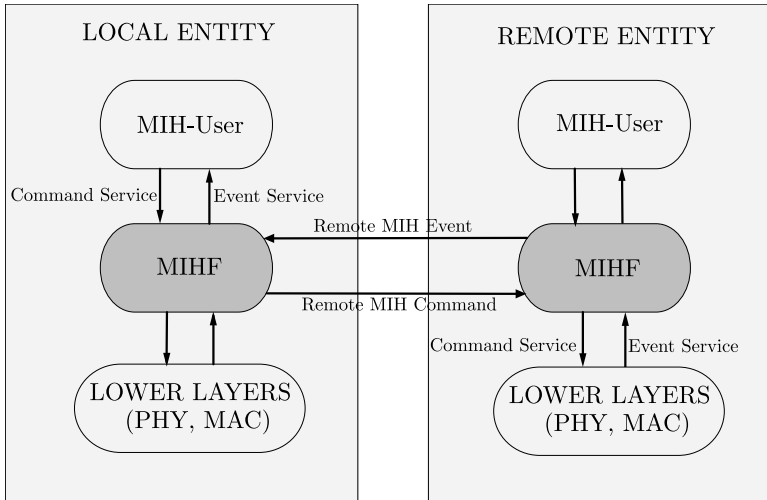 LOCAL ENTITY
REMOTE ENTITY
MIH-User
MIH-User
Command Service
Event Service
Remote MIH Event
MIHF
MIHF
Remote MIH Command
Command Service
Event Service
LOWER LAYERS
(PHY, MAC)
LOWER LAYERS
(PHY, MAC)